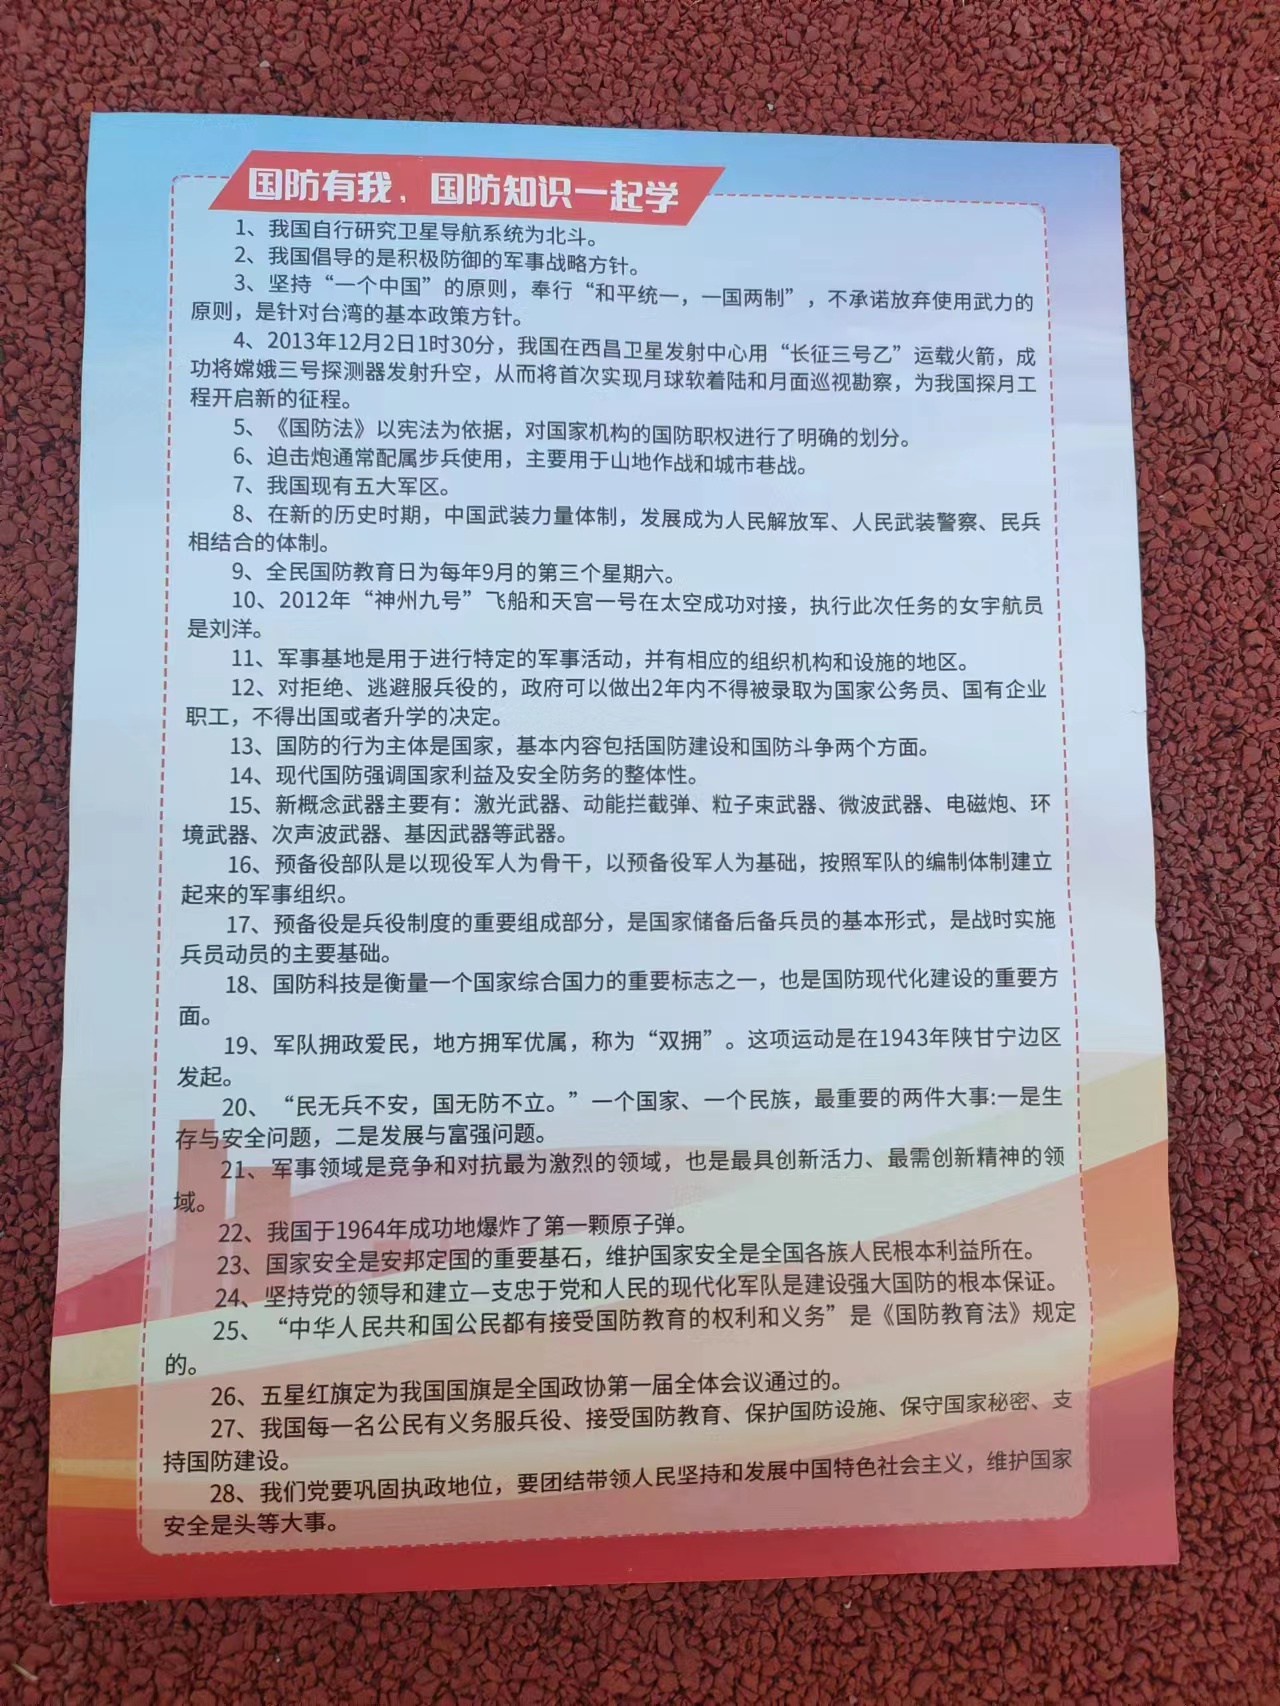 国防有我，国防知识一起学
1、我国自行研究卫星导航系统为北斗。
2、我国倡导的是积极防御的军事战略方针。
3、坚持“一个中国”的原则，奉行“和平统一，一国两制”，不承诺放弃使用武力的
原则，是针对台湾的基本政策方针。
4、2013年12月2日1时30分，我国在西昌卫星发射中心用“长征三号乙”运载火箭，成
功将嫦娥三号探测器发射升空，从而将首次实现月球软着陆和月面巡视勘察，为我国探月工
程开启新的征程。
5、《国防法》以宪法为依据，对国家机构的国防职权进行了明确的划分。
6、迫击炮通常配属步兵使用，主要用于山地作战和城市巷战。
7、我国现有五大军区。
8、在新的历史时期，中国武装力量体制，发展成为人民解放军、人民武装警察、民兵
相结合的体制。
9、全民国防教育日为每年9月的第三个星期六。
10、2012年“神州九号”飞船和天宫一号在太空成功对接，执行此次任务的女宇航员
是刘洋。
11、军事基地是用于进行特定的军事活动，并有相应的组织机构和设施的地区。
12、对拒绝、逃避服兵役的，政府可以做出2年内不得被录取为国家公务员、国有企业
职工，不得出国或者升学的决定。
13、国防的行为主体是国家，基本内容包括国防建设和国防斗争两个方面。
14、现代国防强调国家利益及安全防务的整体性。
15、新概念武器主要有：激光武器、动能拦截弹、粒子束武器、微波武器、电磁炮、环
境武器、次声波武器、基因武器等武器。
16、预备役部队是以现役军人为骨干，以预备役军人为基础，按照军队的编制体制建立
起来的军事组织。
17、预备役是兵役制度的重要组成部分，是国家储备后备兵员的基本形式，是战时实施
兵员动员的主要基础。
18、国防科技是衡量一个国家综合国力的重要标志之一，也是国防现代化建设的重要方
面。
19、军队拥政爱民，地方拥军优属，称为“双拥”。这项运动是在1943年陕甘宁边区
发起。
20、“民无兵不安，国无防不立。”一个国家、一个民族，最重要的两件大事:一是生
存与安全问题，二是发展与富强问题。
21、军事领域是竞争和对抗最为激烈的领域，也是最具创新活力、最需创新精神的领
域。
22、我国于1964年成功地爆炸了第一颗原子弹。
23、国家安全是安邦定国的重要基石，维护国家安全是全国各族人民根本利益所在。
24、坚持党的领导和建立—支忠于党和人民的现代化军队是建设强大国防的根本保证。
25、“中华人民共和国公民都有接受国防教育的权利和义务”是《国防教育法》规定
的。
26、五星红旗定为我国国旗是全国政协第一届全体会议通过的。
27、我国每一名公民有义务服兵役、接受国防教育、保护国防设施、保守国家秘密、支
持国防建设。
28、我们党要巩固执政地位，要团结带领人民坚持和发展中国特色社会主义，维护国家
安全是头等大事。